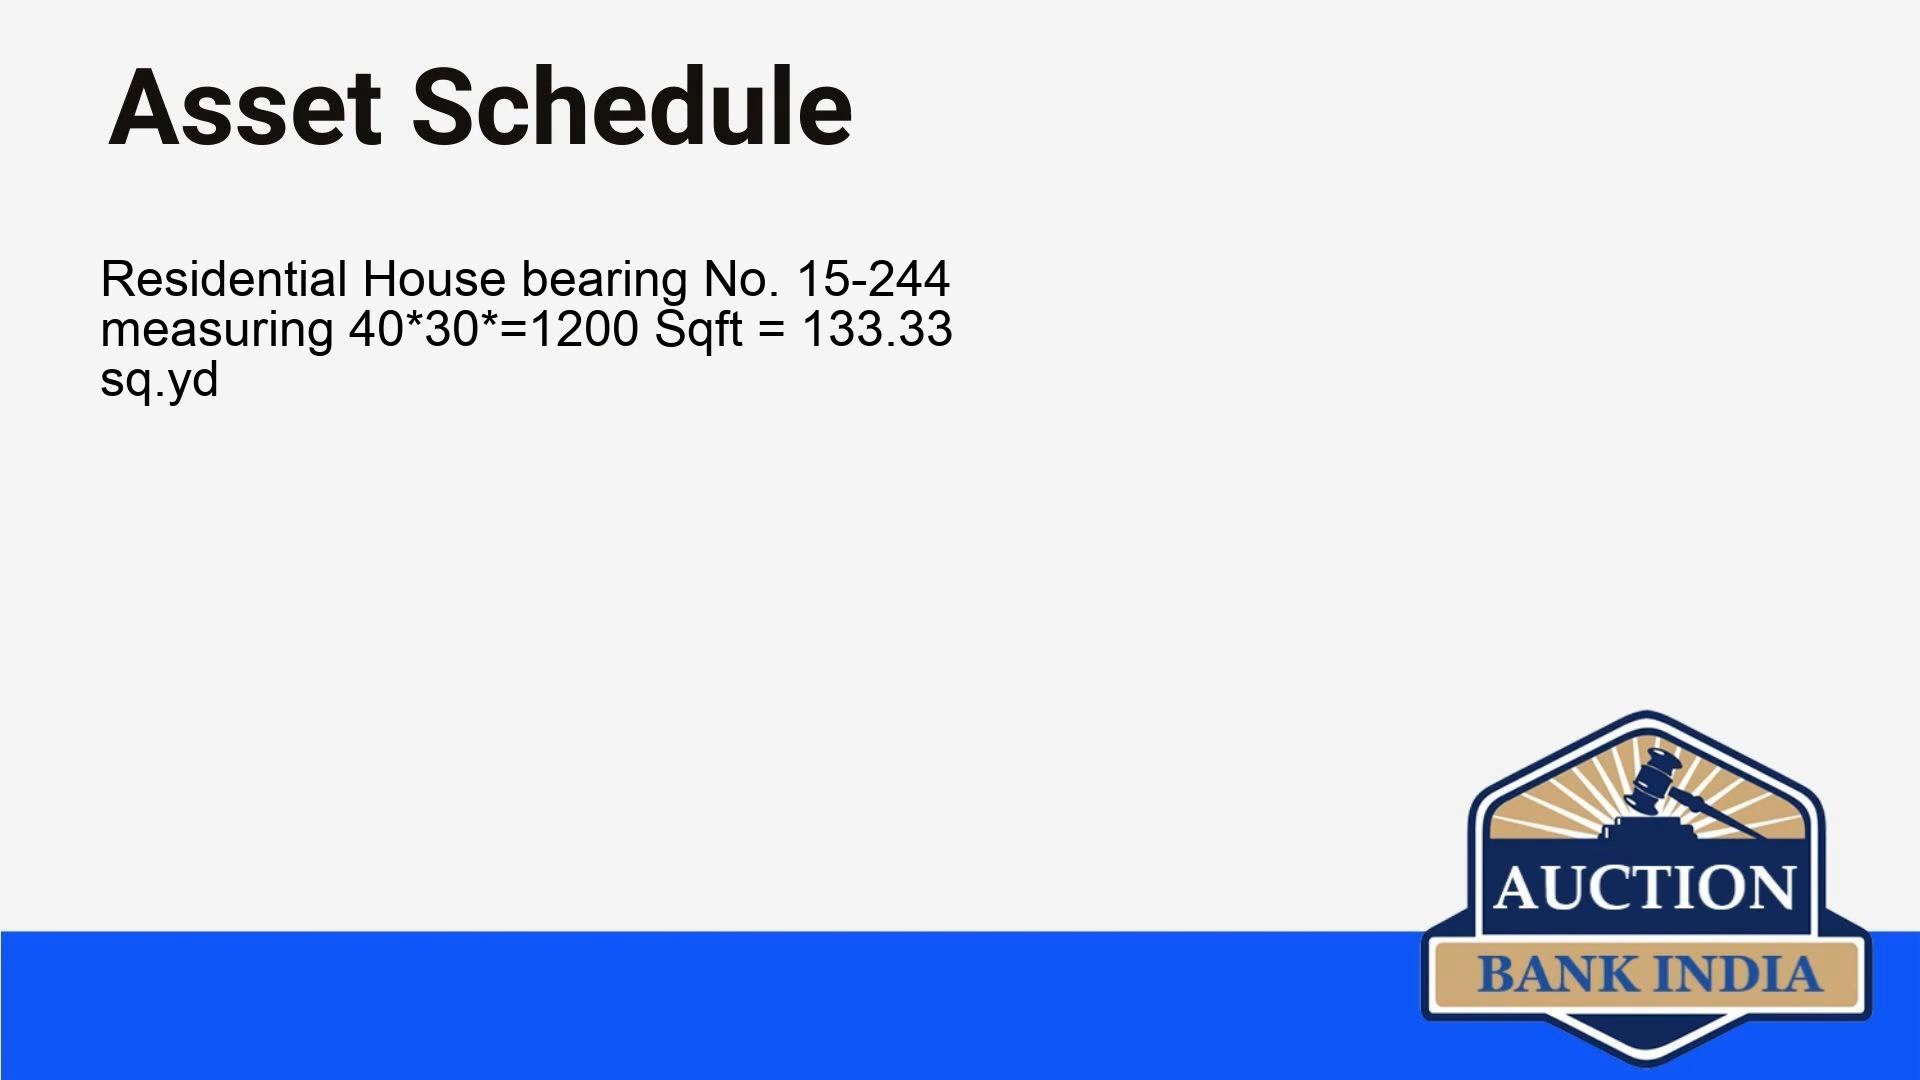 Asset Schedule
Residential House bearing No. 15-244
measuring 40*30*=1200 Sqft = 133.33
sq.yd
AUCTION
BANK INDIA